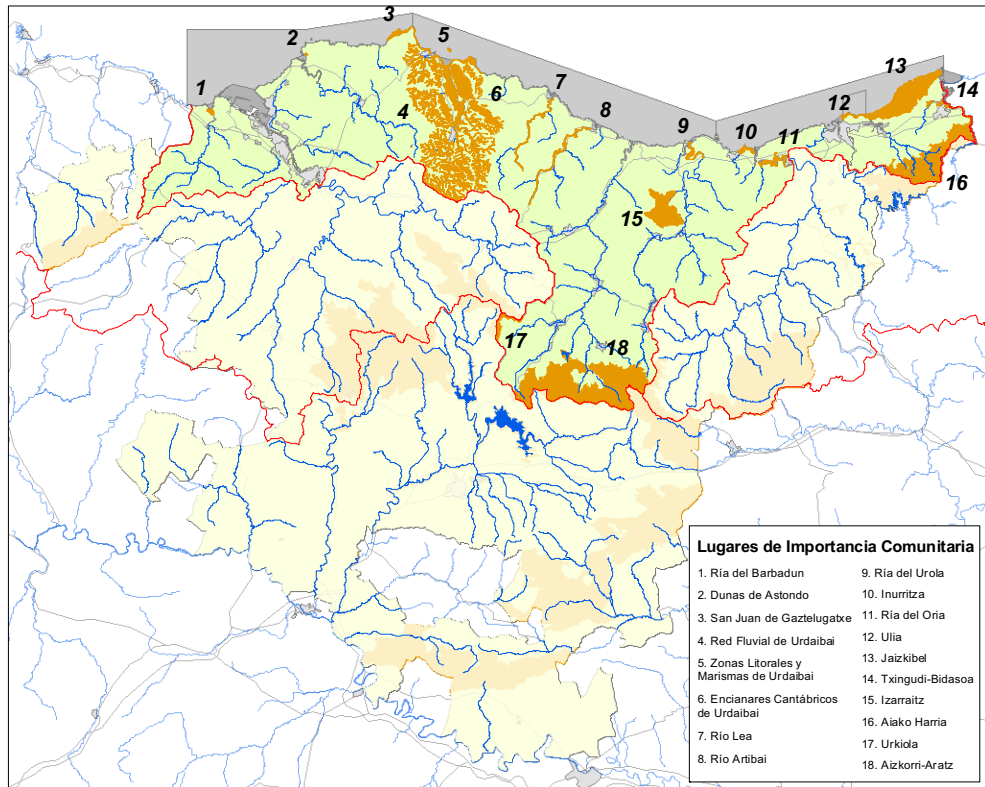 3
2
5
13
1
7
14
6
12
4
8
9
10
11
16
15
17
18
Lugares de Importancia Comunitaria
1. Ría del Barbadun
2. Dunas de Astondo
3. San Juan de Gaztelugatxe
4. Red Fluvial de Urdaibai
5. Zonas Litorales y
Marismas de Urdaibai
6. Encianares Cantábricos
de Urdaibai
7. Río Lea
8. Río Artibai
9. Ría del Urola
10. Inurritza
11. Ría del Oria
12. Ulia
13. Jaizkibel
14. Txingudi-Bidasoa
15. Izarraitz
16. Aiako Harria
17. Urkiola
18. Aizkorri-Aratz